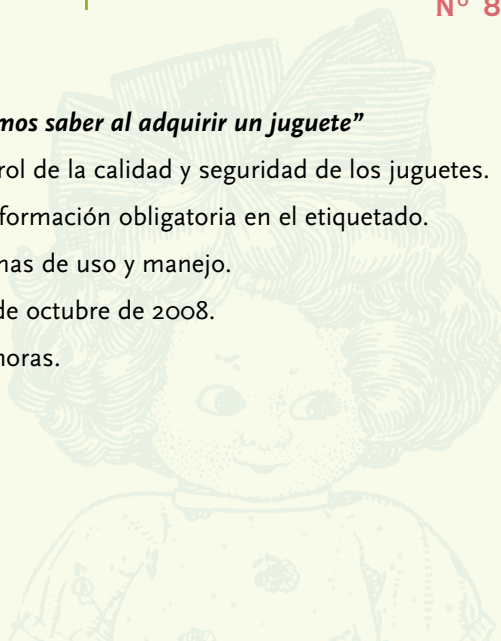 Nº 8
mos saber al adquirir un juguete”
rol de la calidad y seguridad de los juguetes.
formación obligatoria en el etiquetado.
nas de uso y manejo.
de octubre de 2008.
horas.